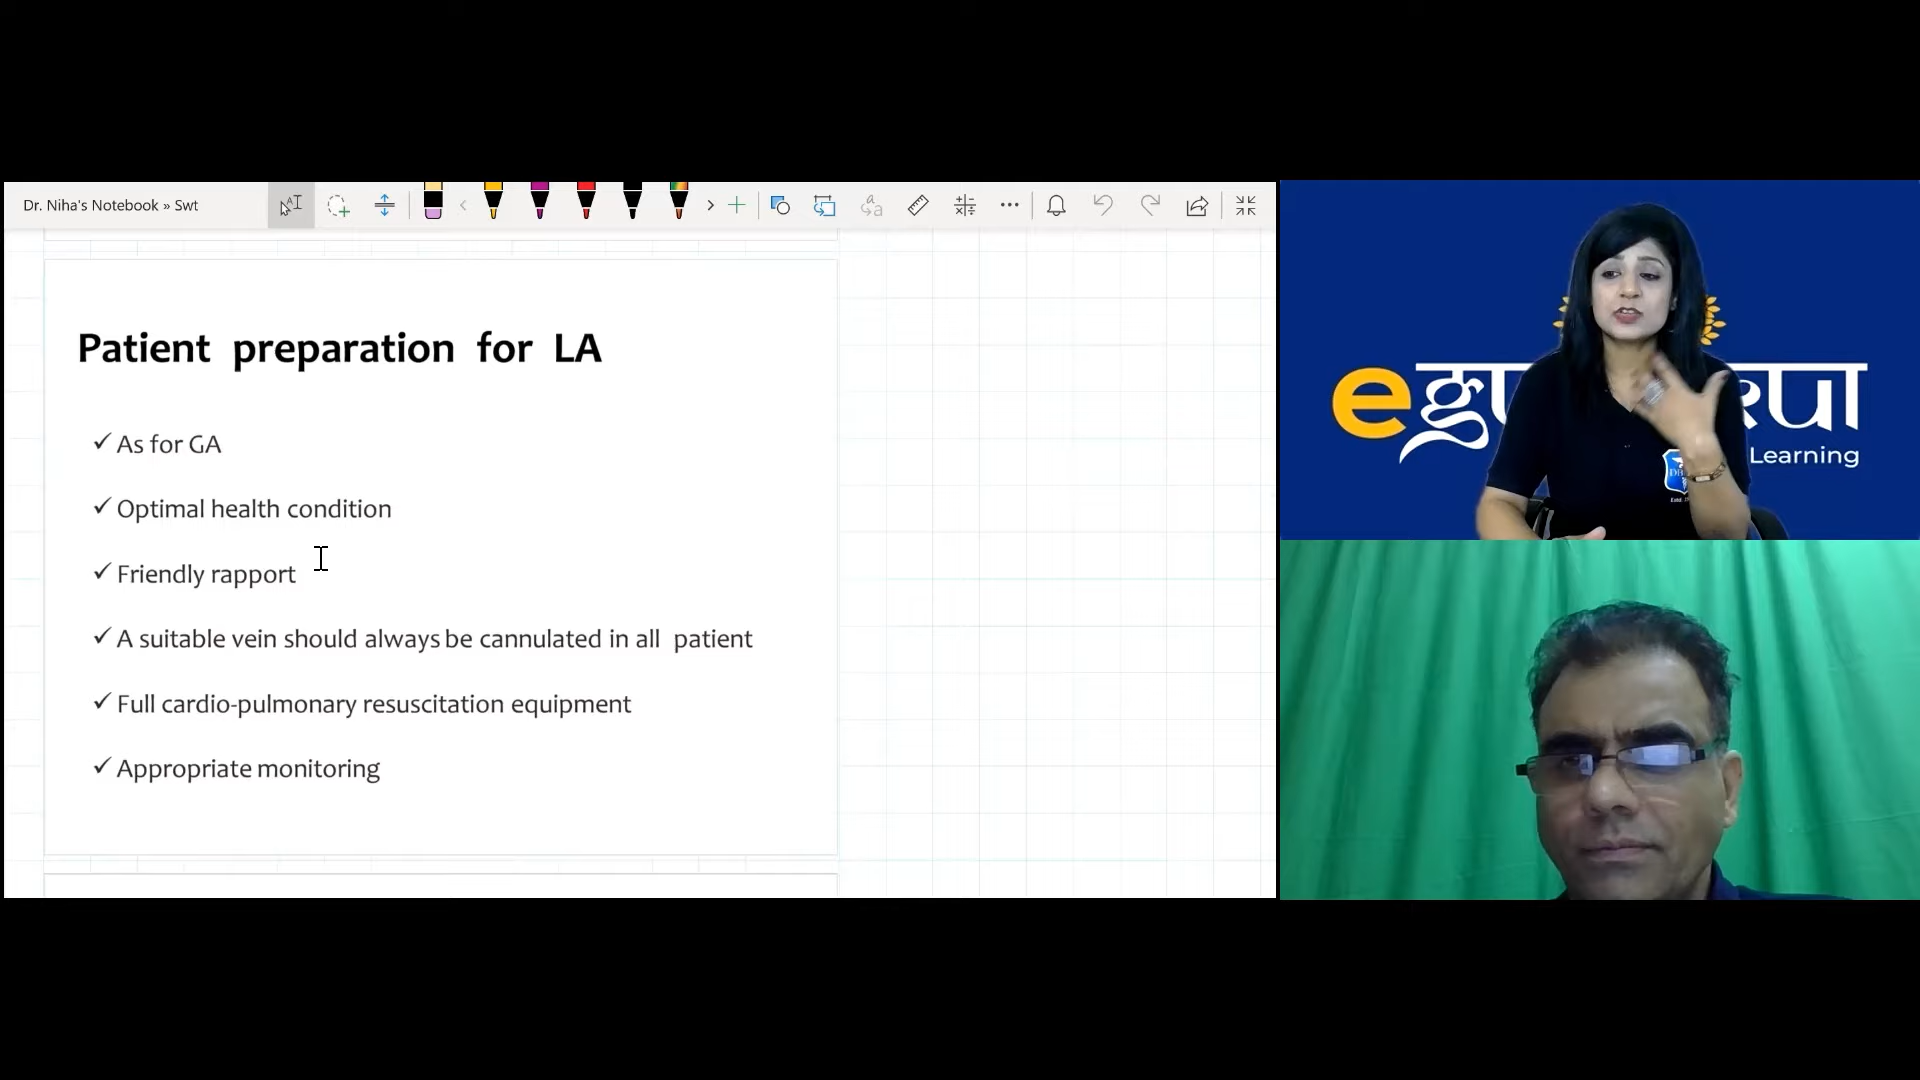 Dr. Niha's Notebook » Swt
Patient preparation for LA
✓ As for GA
✓ Optimal health condition
✓ Friendly rapport
✓ A suitable vein should always be cannulated in all patient
✓ Full cardio-pulmonary resuscitation equipment
✓ Appropriate monitoring
Learning